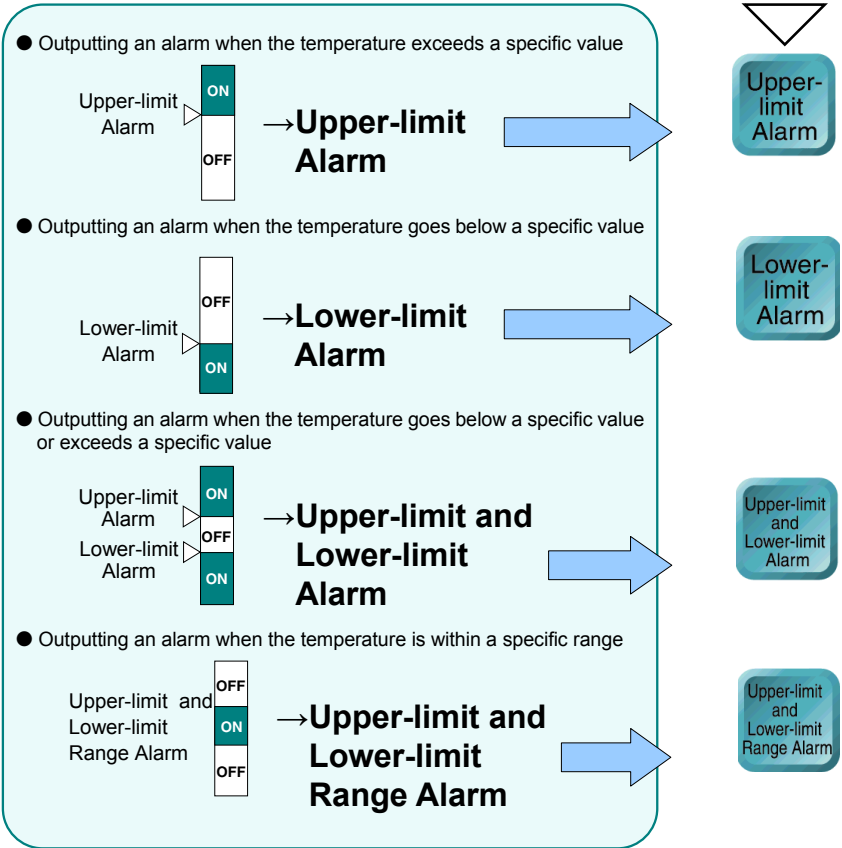 ● Outputting an alarm when the temperature exceeds a specific value
Upper-limit
Alarm
ON
OFF
→Upper-limit
Alarm
Upper-
limit
Alarm
● Outputting an alarm when the temperature goes below a specific value
OFF
Lower-limit
Alarm
ON
→Lower-limit
Alarm
Lower-
limit
Alarm
● Outputting an alarm when the temperature goes below a specific value
or exceeds a specific value
Upper-limit
Alarm
Lower-limit
Alarm
ON
OFF
ON
→Upper-limit and
Lower-limit
Alarm
Upper-limit
and
Lower-limit
Alarm
● Outputting an alarm when the temperature is within a specific range
Upper-limit and
Lower-limit
Range Alarm
OFF
ON
OFF
→Upper-limit and
Lower-limit
Range Alarm
Upper-limit
and
Lower-limit
Range Alarm